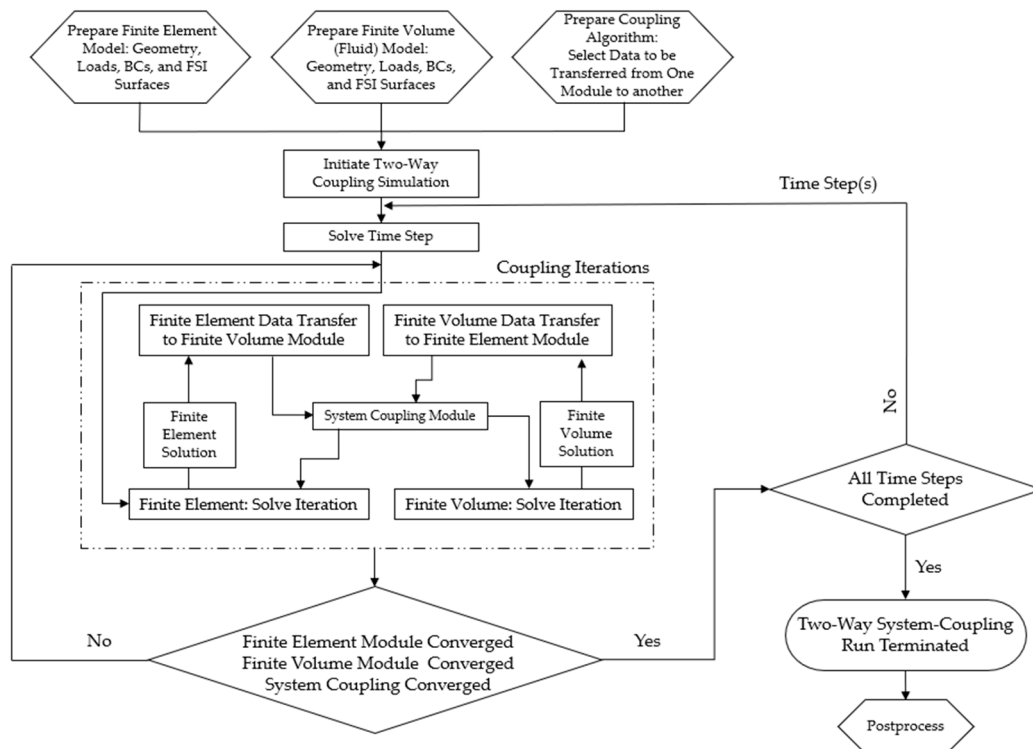 Prepare Finite Element
Model: Geometry,
Loads, BCs, and FSI
Surfaces
Prepare Finite Volume
(Fluid) Model:
Geometry, Loads, BCs,
and FSI Surfaces
Prepare Coupling
Algorithm:
Select Data to be
Transferred from One
Module to another
Initiate Two-Way
Coupling Simulation
Time Step(s)
Solve Time Step
Coupling Iterations
Finite Element Data Transfer
to Finite Volume Module
Finite Volume Data Transfer
to Finite Element Module
System Coupling Module
Finite
Element
Solution
Finite
Volume
Solution
Finite Element: Solve Iteration
Finite Volume: Solve Iteration
No
All Time Steps
Completed
Yes
Two-Way System-Coupling
Run Terminated
Postprocess
No
Finite Element Module Converged
Finite Volume Module Converged
System Coupling Converged
Yes